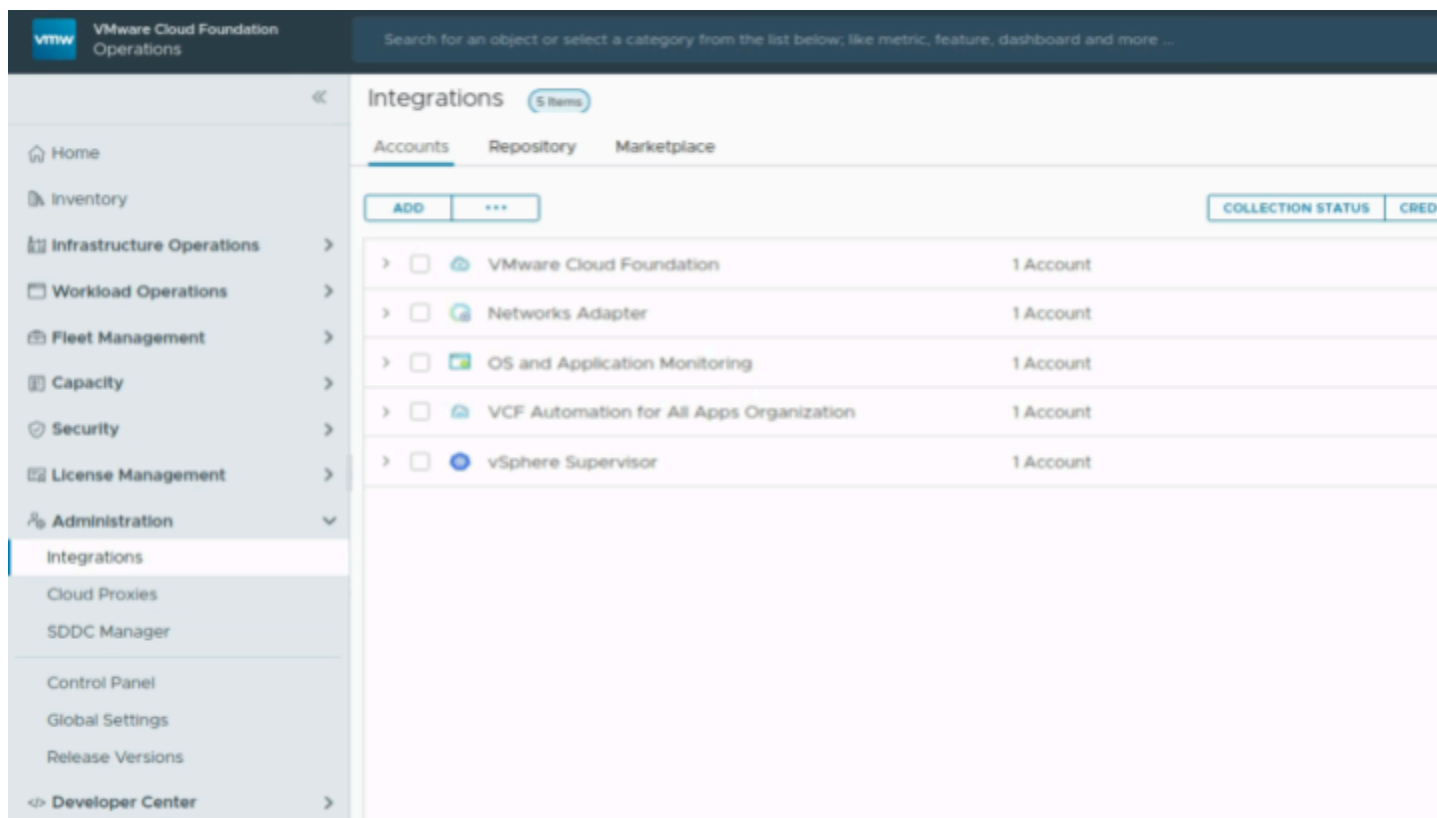 vmw
VMware Cloud Foundation
Operations
Search for an object or select a category from the list below; like metric, feature, dashboard and more ...
Home
Inventory
Infrastructure Operations
Workload Operations
Fleet Management
Capacity
Security
License Management
Administration
Integrations
Cloud Proxies
SDDC Manager
Control Panel
Global Settings
Release Versions
Developer Center
Integrations 5 Items
Accounts Repository Marketplace
ADD ... COLLECTION STATUS CRED
VMware Cloud Foundation 1 Account
Networks Adapter 1 Account
OS and Application Monitoring 1 Account
VCF Automation for All Apps Organization 1 Account
vSphere Supervisor 1 Account